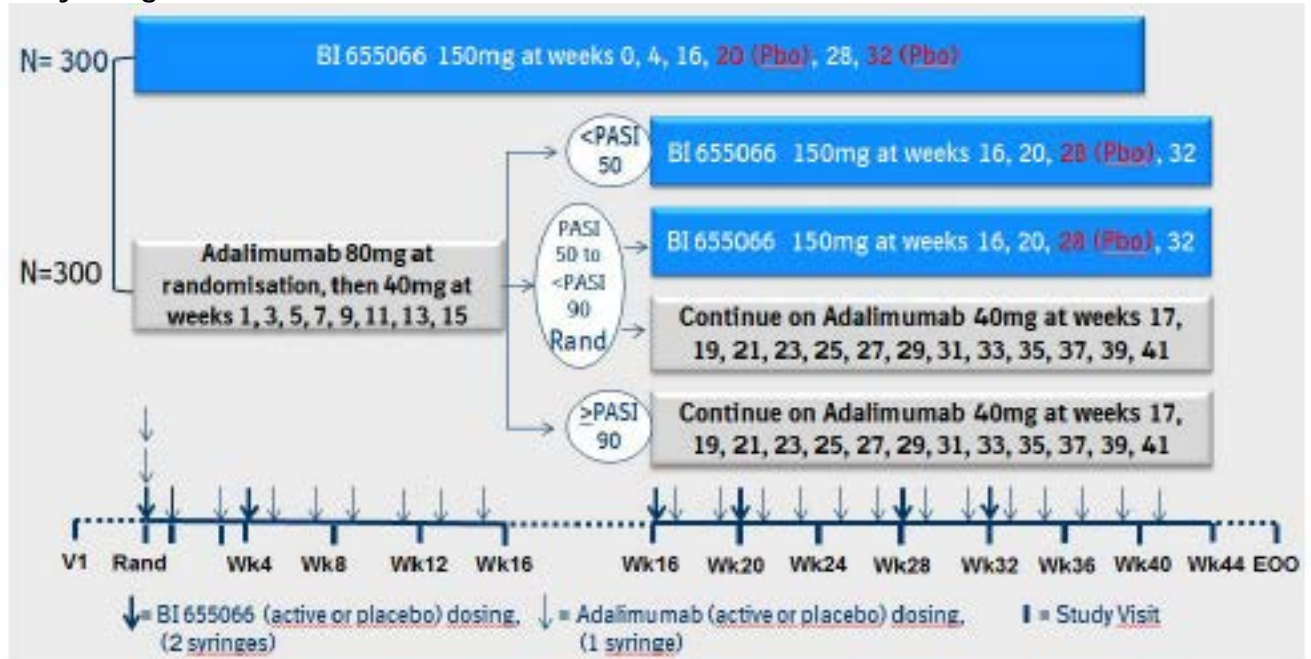 N= 300
BI 655066 150mg at weeks 0, 4, 16, 20 (Pbo), 28, 32 (Pbo)
<PASI
50
BI 655066 150mg at weeks 16, 20, 28 (Pbo), 32
N=300
Adalimumab 80mg at
randomisation, then 40mg at
weeks 1, 3, 5, 7, 9, 11, 13, 15
PASI
50 to
<PASI
90
Rand
BI 655066 150mg at weeks 16, 20, 28 (Pbo), 32
Continue on Adalimumab 40mg at weeks 17,
19, 21, 23, 25, 27, 29, 31, 33, 35, 37, 39, 41
≥PASI
90
Continue on Adalimumab 40mg at weeks 17,
19, 21, 23, 25, 27, 29, 31, 33, 35, 37, 39, 41
V1 Rand Wk4 Wk8 Wk12 Wk16 Wk16 Wk20 Wk24 Wk28 Wk32 Wk36 Wk40 Wk44 EOO
= BI 655066 (active or placebo) dosing, = Adalimumab (active or placebo) dosing, = Study Visit
(2 syringes) (1 syringe)